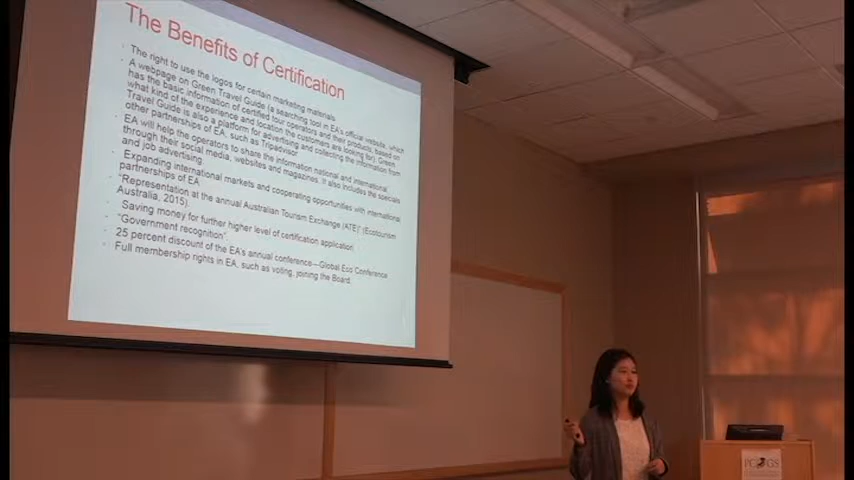 The Benefits of Certification
The right to use the logos for certain marketing materials.
A webpage on Green Travel Guide (a searching tool in EA's official website, which
has the basic information of certified tour operators and their products, based on
what kind of the experience and location the customers are looking for). Green
Travel Guide is also a platform for advertising and collecting the information from
other partnerships of EA, such as Tripadvisor
EA will help the operators to share the information national and international
through their social media, websites and magazines. It also includes the specials
and job advertising.
Expanding international markets and cooperating opportunities with international
partnerships of EA
"Representation at the annual Australian Tourism Exchange (ATE)" (Ecotourism
Australia, 2015).
Saving money for further higher level of certification application
"Government recognition"
25 percent discount of the EA's annual conference—Global Eco Conference
Full membership rights in EA, such as voting, joining the Board.